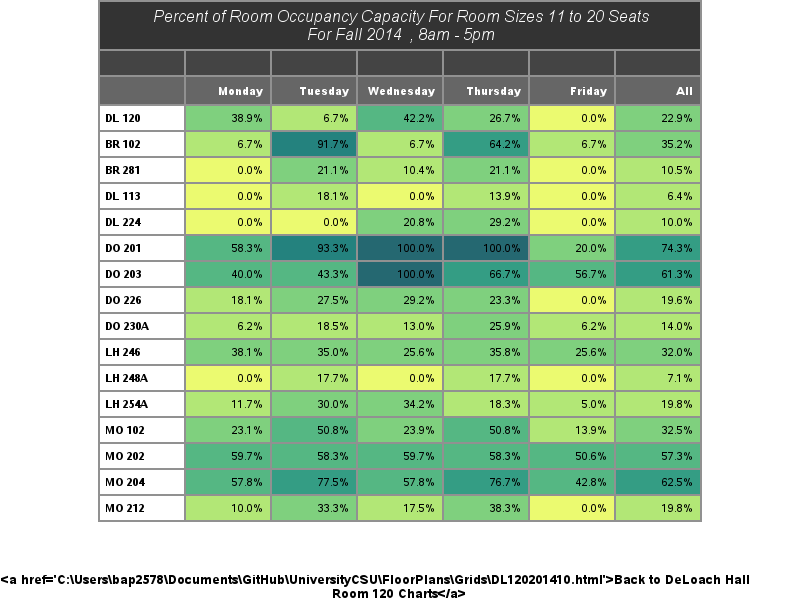 Percent of Room Occupancy Capacity For Room Sizes 11 to 20 Seats
For Fall 2014 , 8am - 5pm
Monday Tuesday Wednesday Thursday Friday All
DL 120 38.9% 6.7% 42.2% 26.7% 0.0% 22.9%
BR 102 6.7% 91.7% 6.7% 64.2% 6.7% 35.2%
BR 281 0.0% 21.1% 10.4% 21.1% 0.0% 10.5%
DL 113 0.0% 18.1% 0.0% 13.9% 0.0% 6.4%
DL 224 0.0% 0.0% 20.8% 29.2% 0.0% 10.0%
DO 201 58.3% 93.3% 100.0% 100.0% 20.0% 74.3%
DO 203 40.0% 43.3% 100.0% 66.7% 56.7% 61.3%
DO 226 18.1% 27.5% 29.2% 23.3% 0.0% 19.6%
DO 230A 6.2% 18.5% 13.0% 25.9% 6.2% 14.0%
LH 246 38.1% 35.0% 25.6% 35.8% 25.6% 32.0%
LH 248A 0.0% 17.7% 0.0% 17.7% 0.0% 7.1%
LH 254A 11.7% 30.0% 34.2% 18.3% 5.0% 19.8%
MO 102 23.1% 50.8% 23.9% 50.8% 13.9% 32.5%
MO 202 59.7% 58.3% 59.7% 58.3% 50.6% 57.3%
MO 204 57.8% 77.5% 57.8% 76.7% 42.8% 62.5%
MO 212 10.0% 33.3% 17.5% 38.3% 0.0% 19.8%
<a href='C:\Users\bap2578\Documents\GitHub\UniversityCSU\FloorPlans\Grids\DL120201410.html'>Back to DeLoach Hall
Room 120 Charts</a>